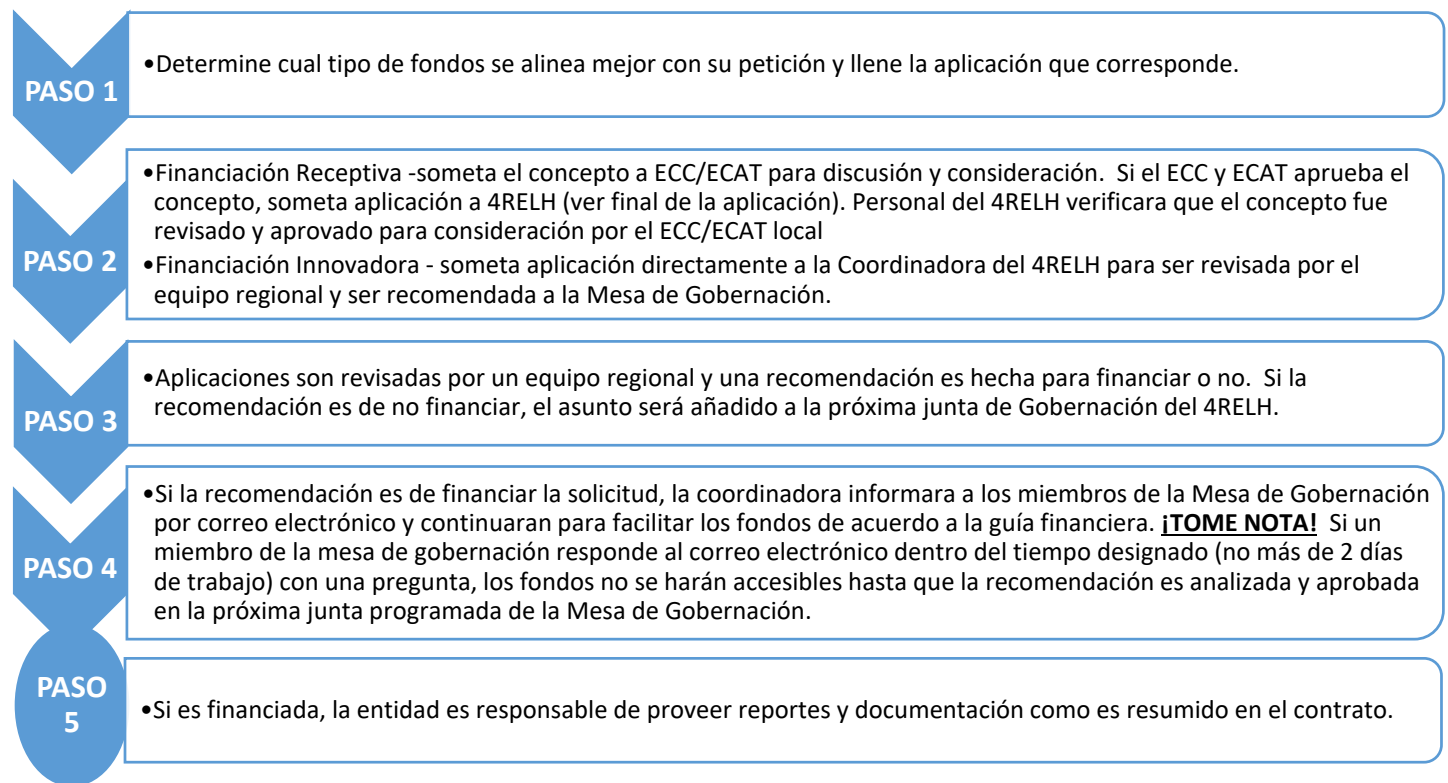 PASO 1
•Determine cual tipo de fondos se alinea mejor con su petición y llene la aplicación que corresponde.
PASO 2
•Financiación Receptiva -someta el concepto a ECC/ECAT para discusión y consideración.  Si el ECC y ECAT aprueba el
concepto, someta aplicación a 4RELH (ver final de la aplicación). Personal del 4RELH verificara que el concepto fue
revisado y aprovado para consideración por el ECC/ECAT local
•Financiación Innovadora - someta aplicación directamente a la Coordinadora del 4RELH para ser revisada por el
equipo regional y ser recomendada a la Mesa de Gobernación.
PASO 3
•Aplicaciones son revisadas por un equipo regional y una recomendación es hecha para financiar o no.  Si la
recomendación es de no financiar, el asunto será añadido a la próxima junta de Gobernación del 4RELH.
PASO 4
•Si la recomendación es de financiar la solicitud, la coordinadora informara a los miembros de la Mesa de Gobernación
por correo electrónico y continuaran para facilitar los fondos de acuerdo a la guía financiera. ¡TOME NOTA!  Si un
miembro de la mesa de gobernación responde al correo electrónico dentro del tiempo designado (no más de 2 días
de trabajo) con una pregunta, los fondos no se harán accesibles hasta que la recomendación es analizada y aprobada
en la próxima junta programada de la Mesa de Gobernación.
PASO
5
•Si es financiada, la entidad es responsable de proveer reportes y documentación como es resumido en el contrato.